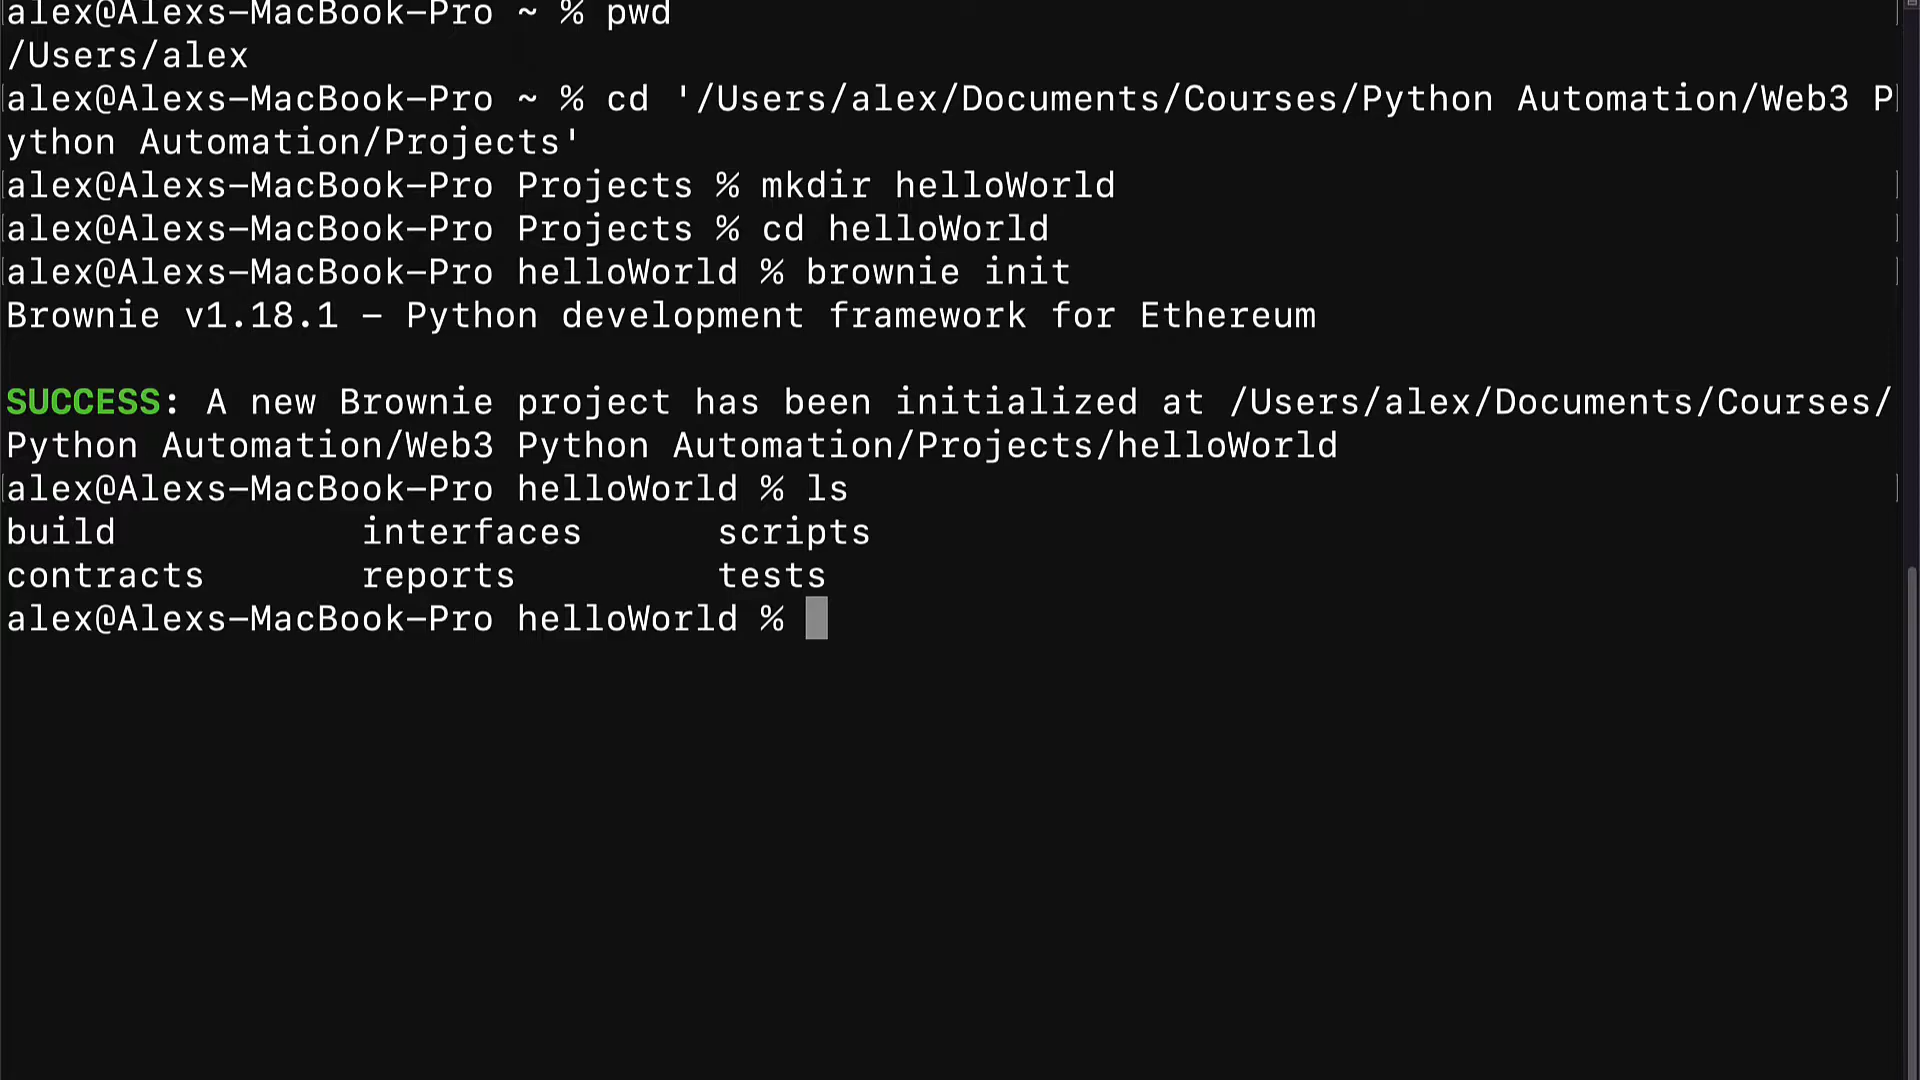 alex@Alexs-MacBook-Pro ~ % pwd
/Users/alex
alex@Alexs-MacBook-Pro ~ % cd '/Users/alex/Documents/Courses/Python Automation/Web3 P
ython Automation/Projects'
alex@Alexs-MacBook-Pro Projects % mkdir helloWorld
alex@Alexs-MacBook-Pro Projects % cd helloWorld
alex@Alexs-MacBook-Pro helloWorld % brownie init
Brownie v1.18.1 - Python development framework for Ethereum
SUCCESS: A new Brownie project has been initialized at /Users/alex/Documents/Courses/
Python Automation/Web3 Python Automation/Projects/helloWorld
alex@Alexs-MacBook-Pro helloWorld % ls
build interfaces scripts
contracts reports tests
alex@Alexs-MacBook-Pro helloWorld %